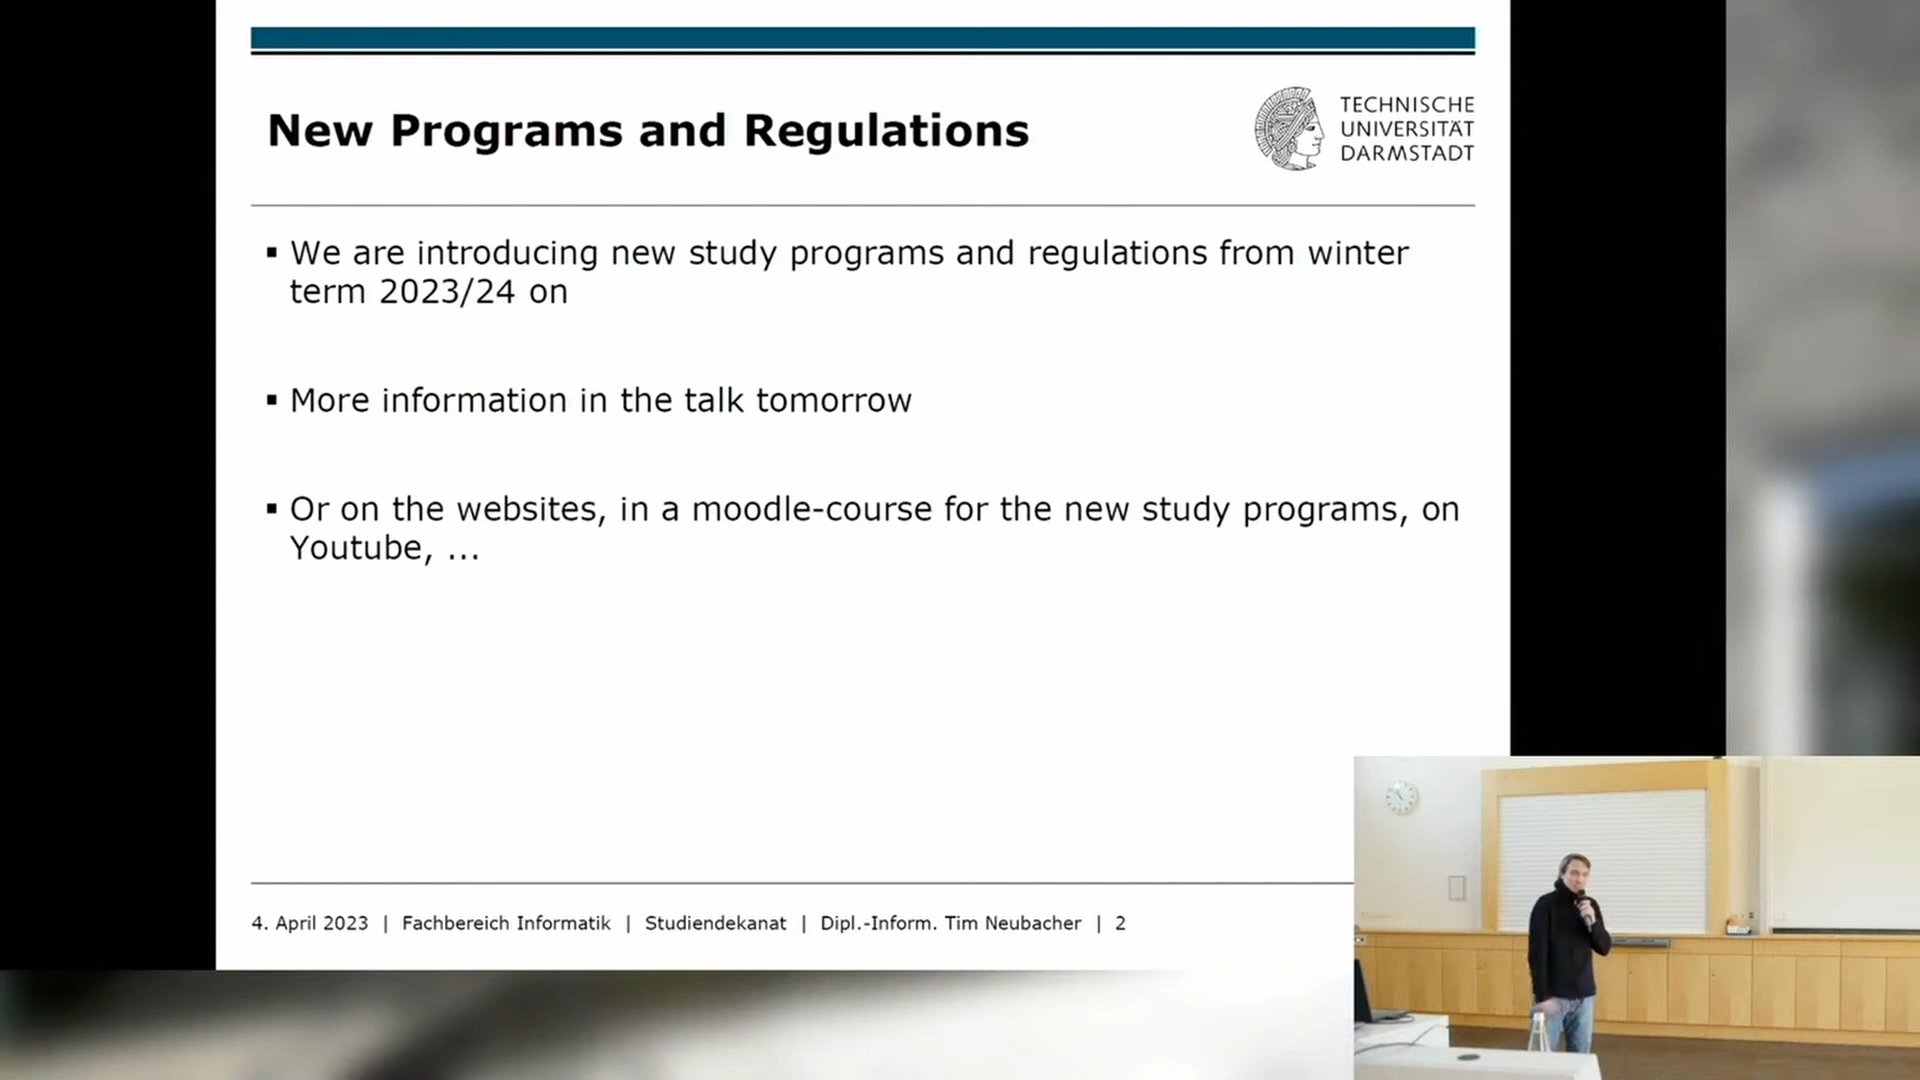 New Programs and Regulations
TECHNISCHE
UNIVERSITÄT
DARMSTADT
▪ We are introducing new study programs and regulations from winter
term 2023/24 on
▪ More information in the talk tomorrow
▪ Or on the websites, in a moodle-course for the new study programs, on
Youtube, ...
4. April 2023 | Fachbereich Informatik | Studiendekanat | Dipl.-Inform. Tim Neubacher | 2